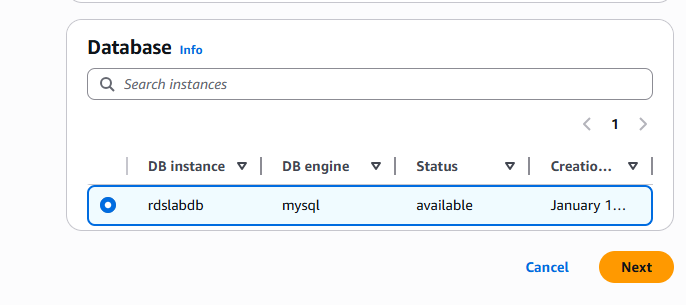 Database Info
Search instances
1
DB instance DB engine Status Creatio...
rdslabdb mysql available January 1...
Cancel Next